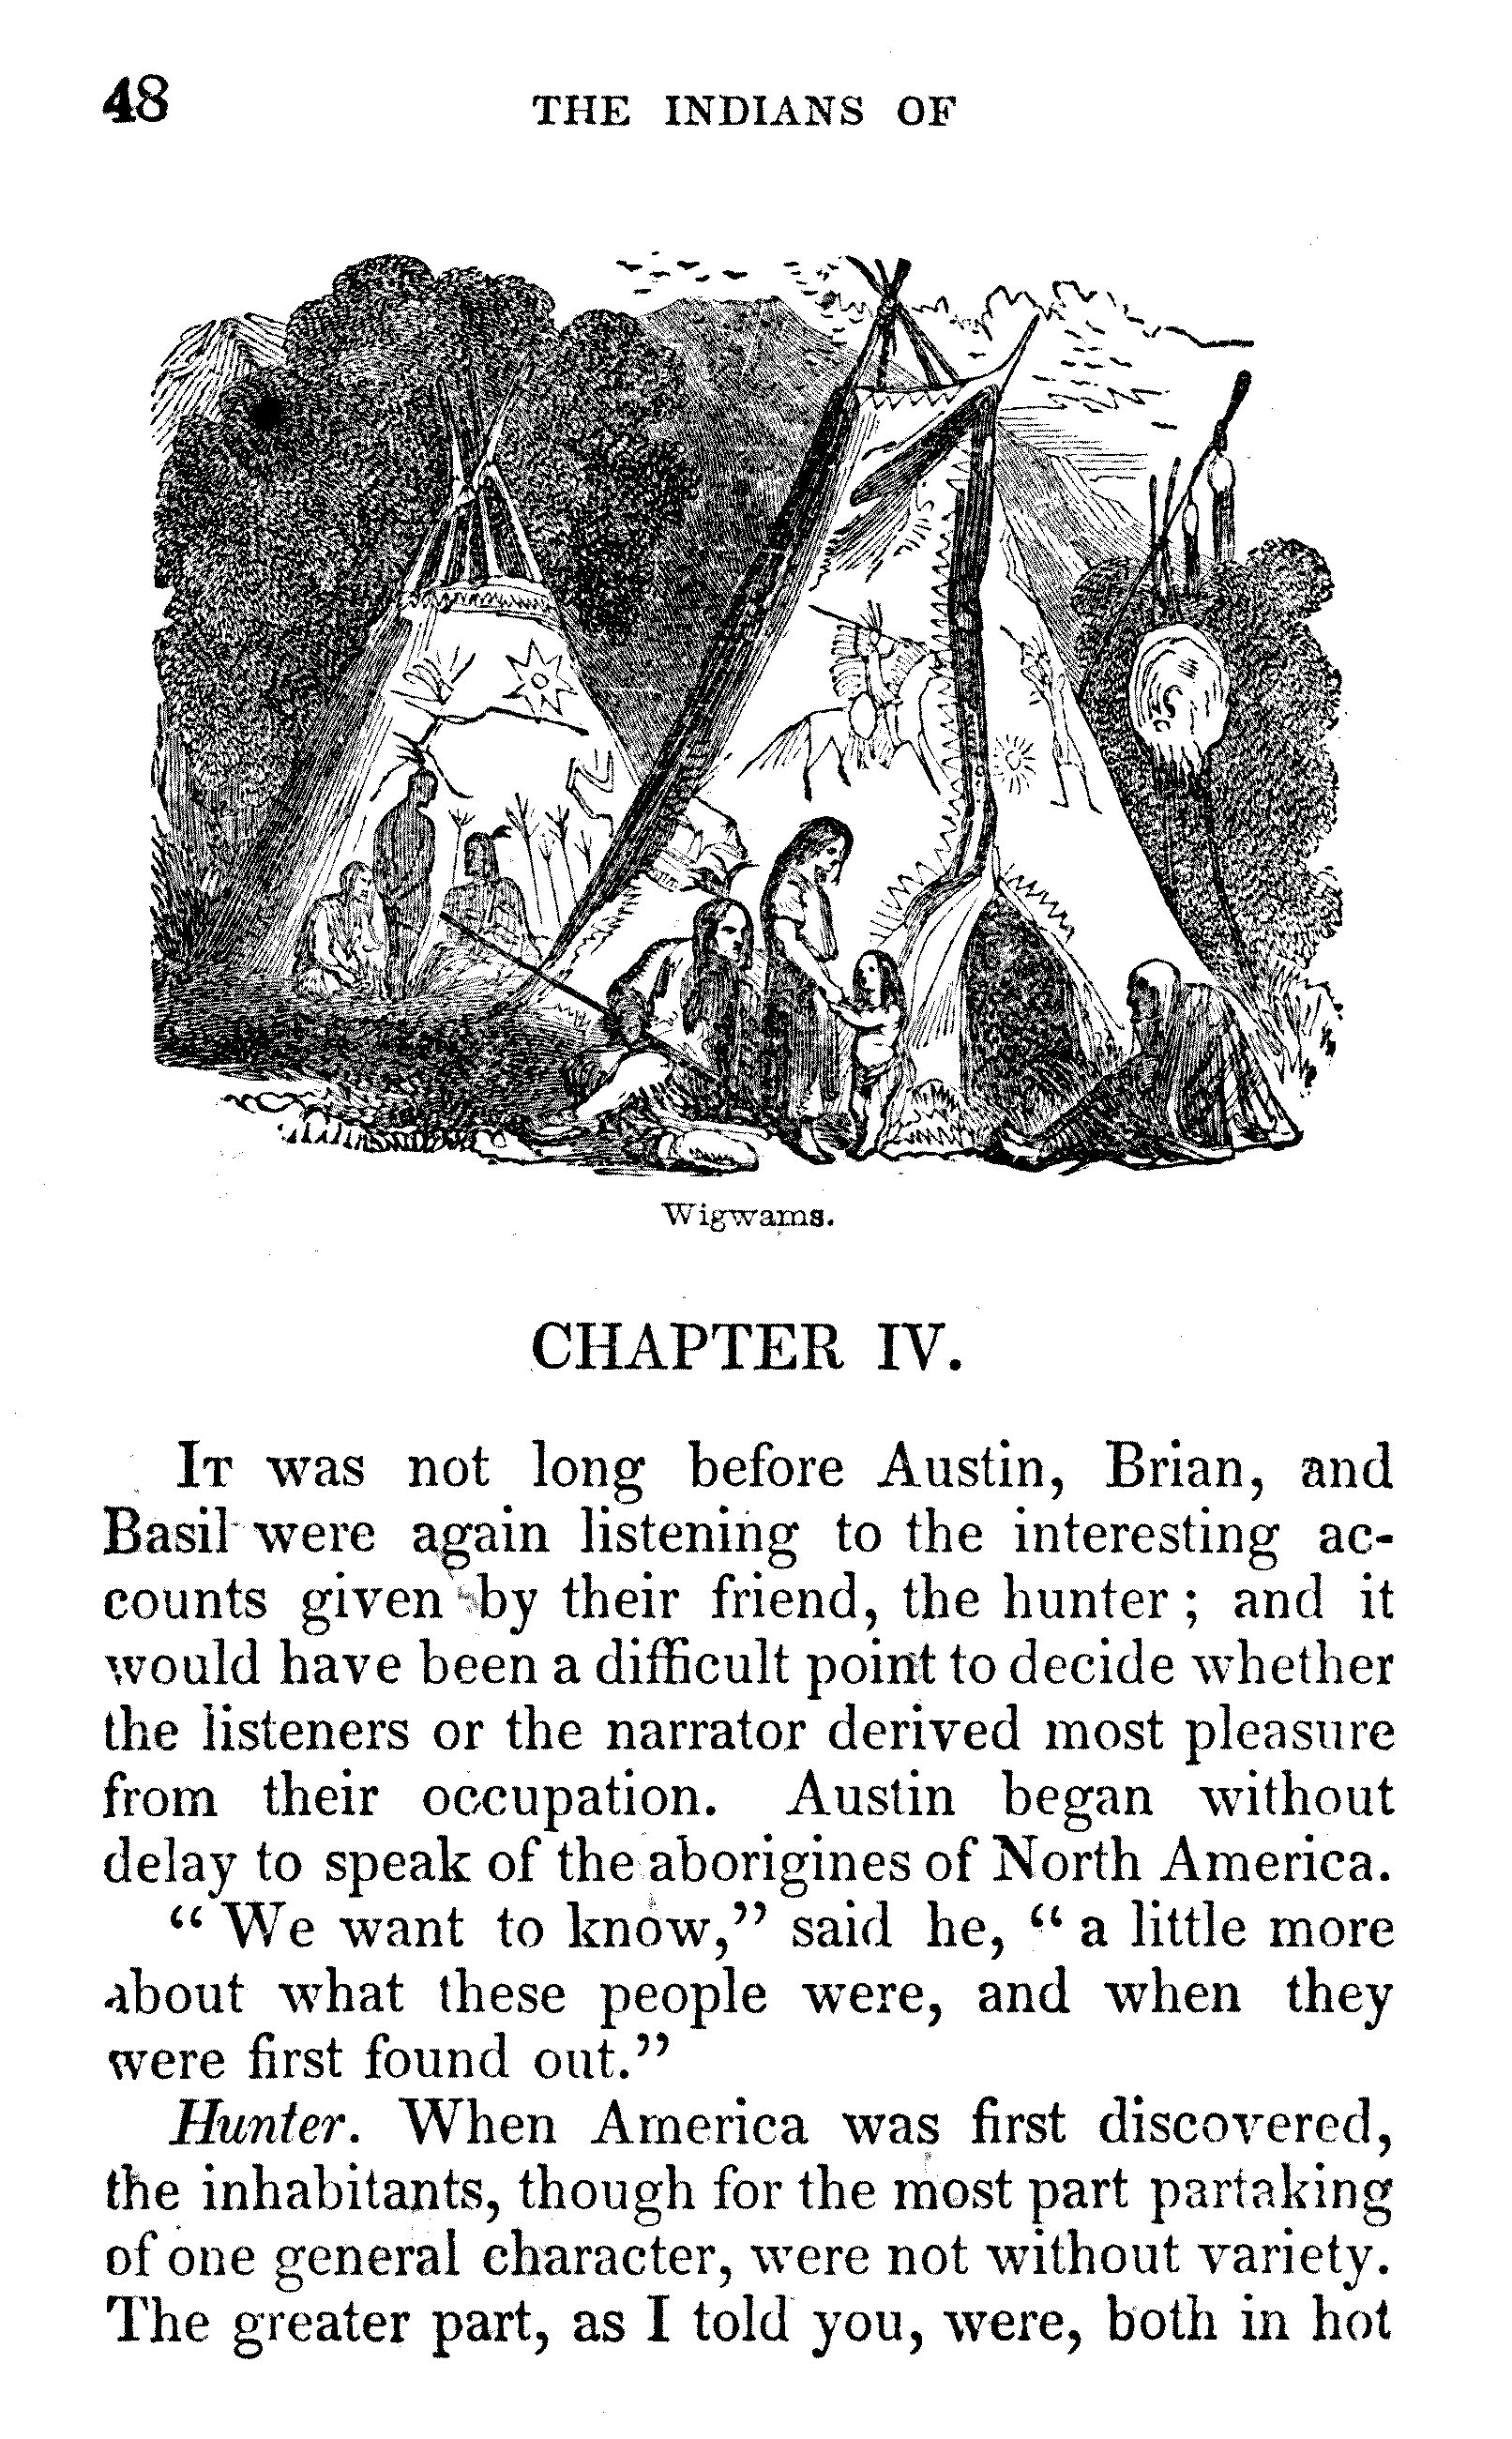 48
THE INDIANS OF
Wigwams.
CHAPTER IV.
IT was not long before Austin, Brian, and
Basil were again listening to the interesting ac-
counts given by their friend, the hunter; and it
would have been a difficult point to decide whether
the listeners or the narrator derived most pleasure
from their occupation. Austin began without
delay to speak of the aborigines of North America.
“We want to know,” said he, “a little more
about what these people were, and when they
were first found out.”
Hunter. When America was first discovered,
the inhabitants, though for the most part partaking
of one general character, were not without variety.
The greater part, as I told you, were, both in hot